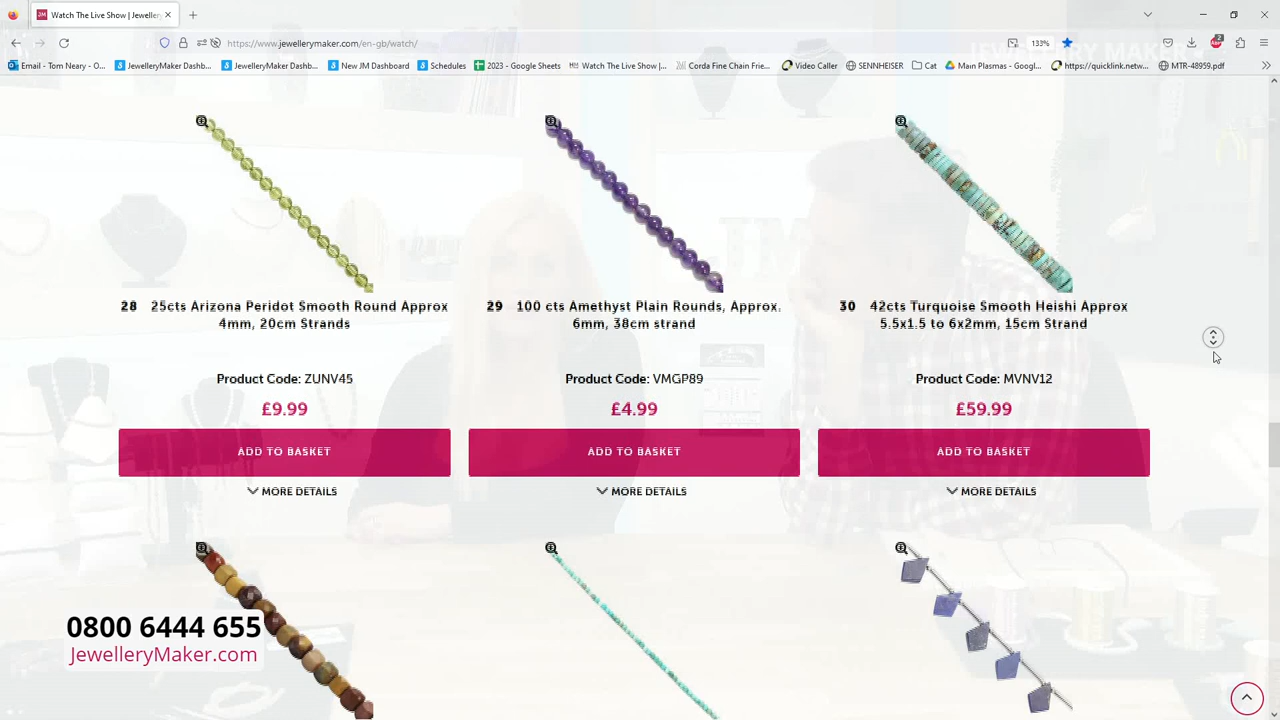 Watch The Live Show | Jeweller
https://www.jewellerymaker.com/en-gb/watch/
133%
2
JEWELLERY MAKER
Email - Tom Neary - O...
JewelleryMaker Dashb...
JewelleryMaker Dashb...
New JM Dashboard
Schedules
2023 - Google Sheets
Watch The Live Show |...
Corda Fine Chain Frie...
Video Caller
SENNHEISER
Cat
Main Plasmas - Googl...
https://quicklink.netw...
MTR-48959.pdf
28 25cts Arizona Peridot Smooth Round Approx
4mm, 20cm Strands
Product Code: ZUNV45
£9.99
ADD TO BASKET
MORE DETAILS
29 100 cts Amethyst Plain Rounds, Approx.
6mm, 38cm strand
Product Code: VMGP89
£4.99
ADD TO BASKET
MORE DETAILS
30 42cts Turquoise Smooth Heishi Approx
5.5x1.5 to 6x2mm, 15cm Strand
Product Code: MVNV12
£59.99
ADD TO BASKET
MORE DETAILS
0800 6444 655
JewelleryMaker.com